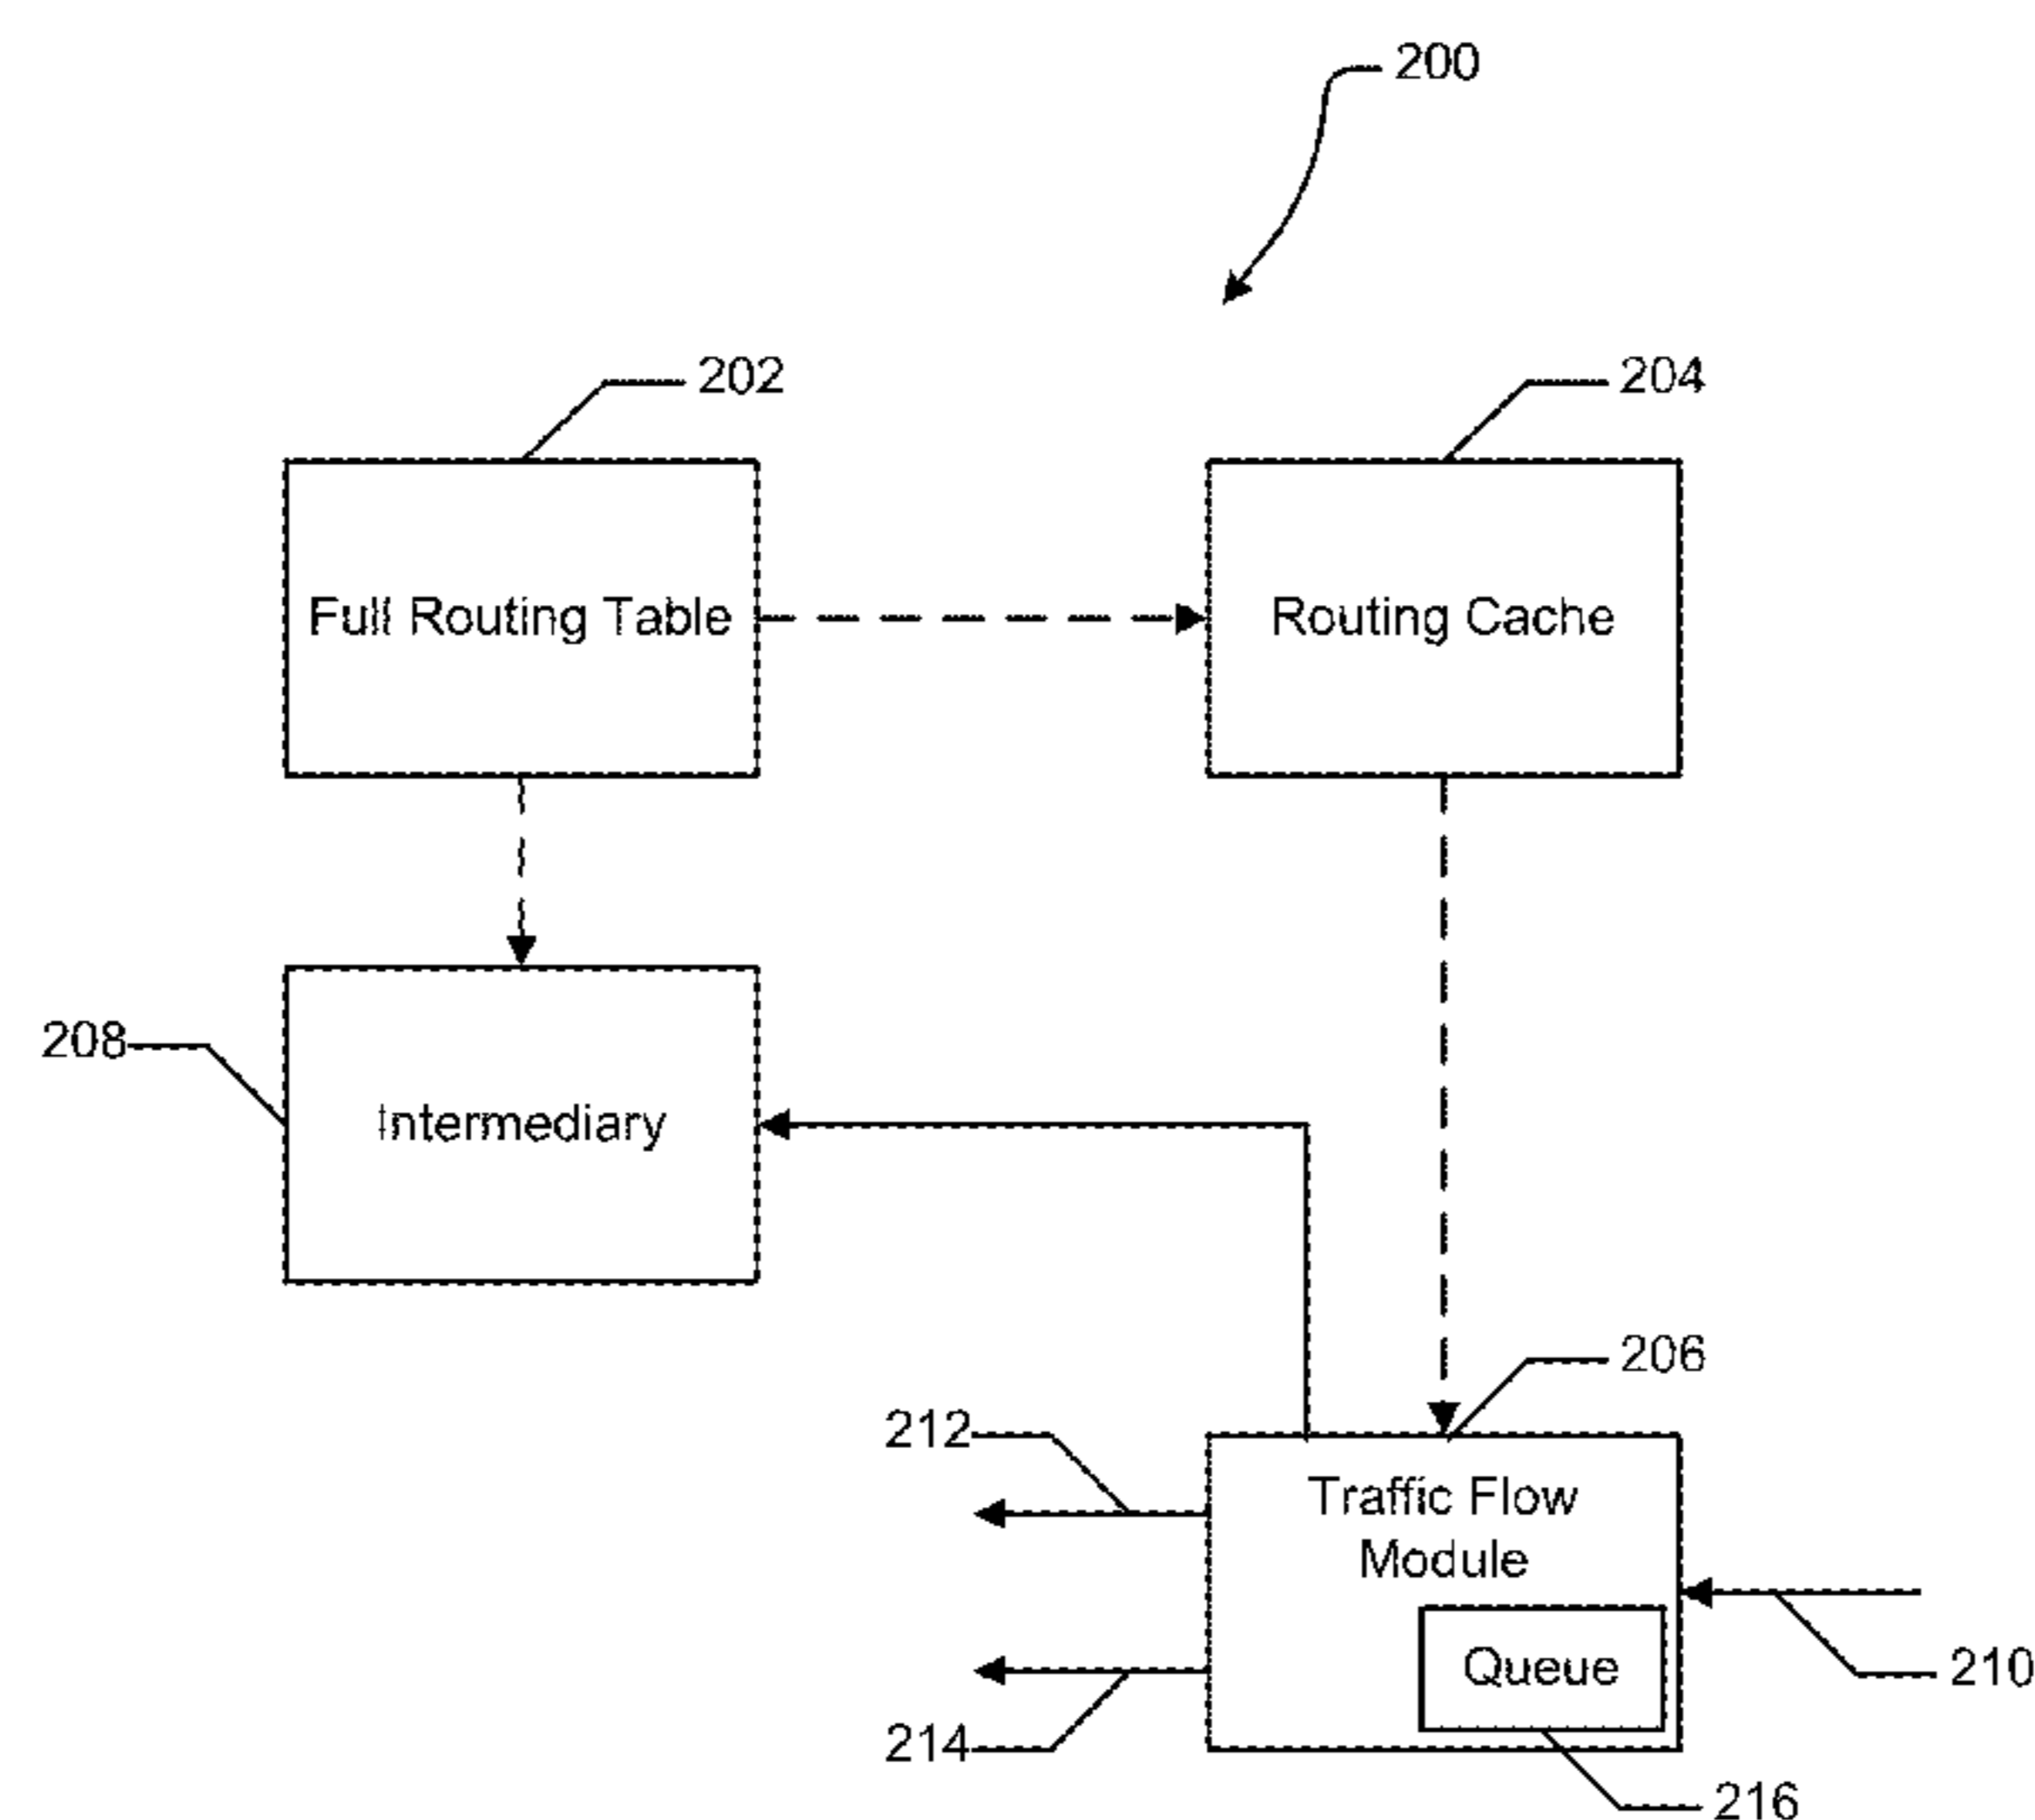 200
202
204
Full Routing Table
Routing Cache
208
Intermediary
206
212
Traffic Flow
Module
Queue
210
214
216